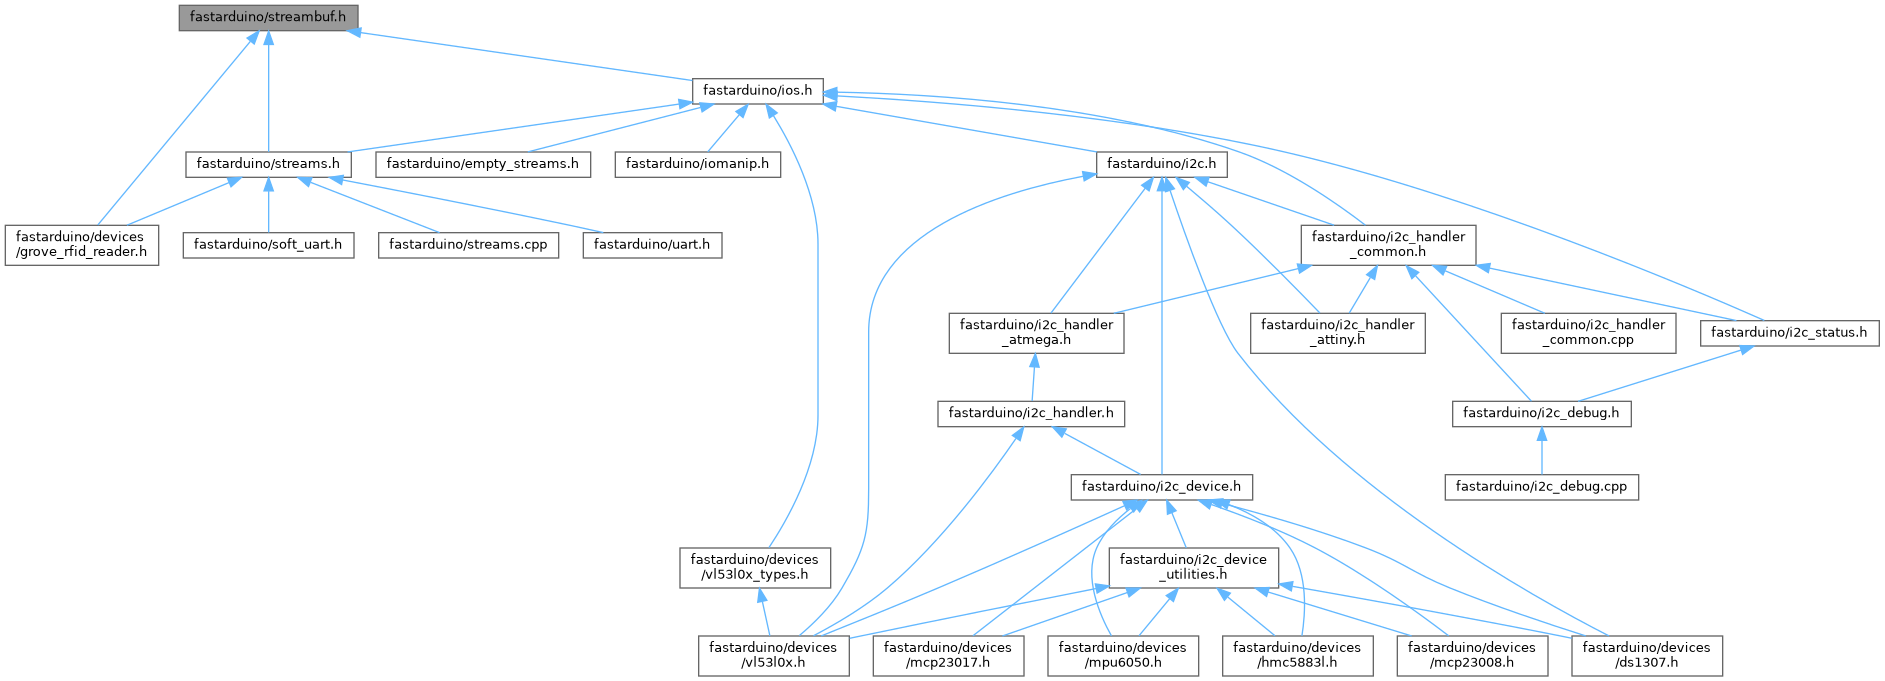 fastarduino/streambuf.h
fastarduino/ios.h
fastarduino/streams.h
fastarduino/empty_streams.h
fastarduino/iomanip.h
fastarduino/i2c.h
fastarduino/devices
/grove_rfid_reader.h
fastarduino/soft_uart.h
fastarduino/streams.cpp
fastarduino/uart.h
fastarduino/i2c_handler
_common.h
fastarduino/i2c_handler
_atmega.h
fastarduino/i2c_handler
_attiny.h
fastarduino/i2c_handler
_common.cpp
fastarduino/i2c_status.h
fastarduino/i2c_handler.h
fastarduino/i2c_debug.h
fastarduino/i2c_device.h
fastarduino/i2c_debug.cpp
fastarduino/devices
/vl53l0x_types.h
fastarduino/i2c_device
_utilities.h
fastarduino/devices
/vl53l0x.h
fastarduino/devices
/mcp23017.h
fastarduino/devices
/mpu6050.h
fastarduino/devices
/hmc5883l.h
fastarduino/devices
/mcp23008.h
fastarduino/devices
/ds1307.h